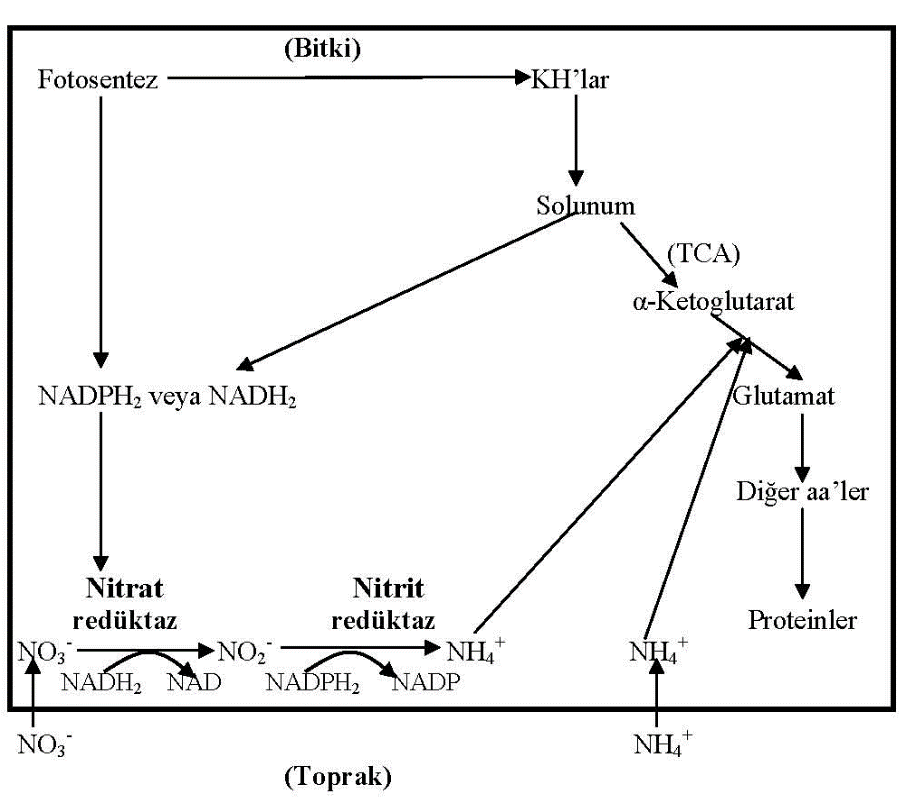 (Bitki)
Fotosentez KH'lar
Solunum
(TCA)
α-Ketoglutarat
NADPH₂ veya NADH₂ Glutamat
Diğer aa'ler
Nitrat Nitrit
redüktaz redüktaz Proteinler
NO₃⁻ NO₂⁻ NH₄⁺ NH₄⁺
NADH₂ NAD NADPH₂ NADP
NO₃⁻ NH₄⁺
(Toprak)